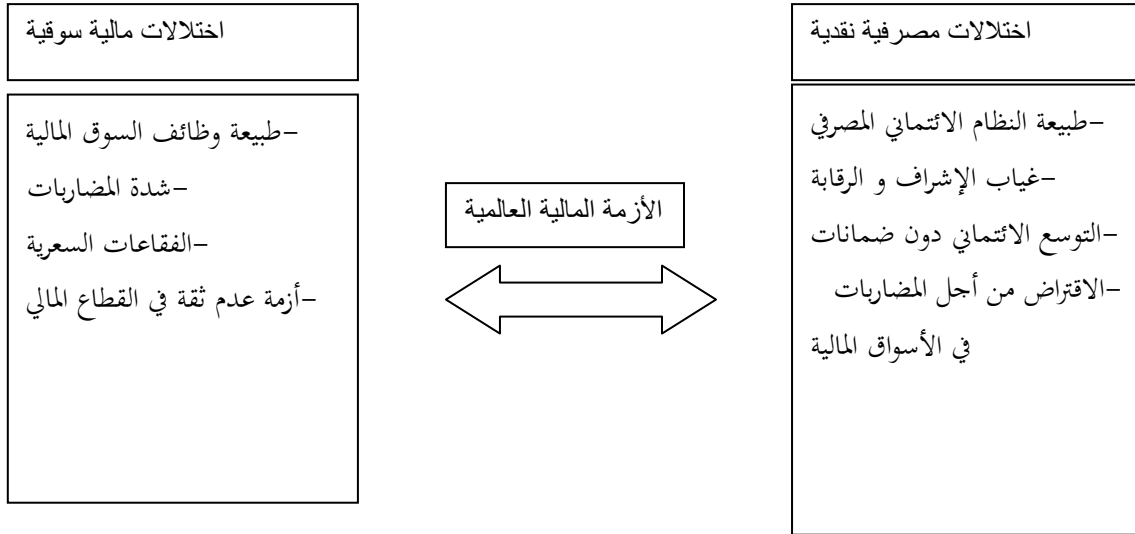 اختلالات مصرفية نقدية
-طبيعة النظام الائتماني المصرفي
-غياب الإشراف و الرقابة
-التوسع الائتماني دون ضمانات
-الاقتراض من أجل المضاربات
في الأسواق المالية
الأزمة المالية العالمية
اختلالات مالية سوقية
-طبيعة وظائف السوق المالية
-شدة المضاربات
-الفقاعات السعرية
-أزمة عدم ثقة في القطاع المالي